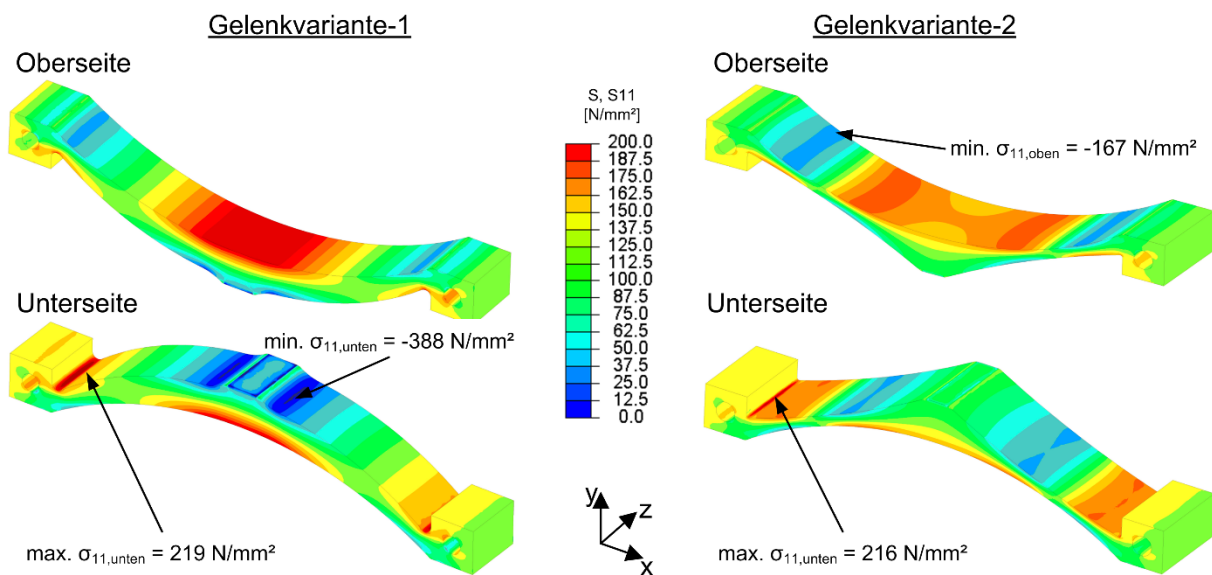 Gelenkvariante-1
Oberseite
Unterseite
min. σ11,unten = -388 N/mm²
max. σ11,unten = 219 N/mm²
S, S11
[N/mm²]
200.0
187.5
175.0
162.5
150.0
137.5
125.0
112.5
100.0
87.5
75.0
62.5
50.0
37.5
25.0
12.5
0.0
y
z
x
Gelenkvariante-2
Oberseite
min. σ11,oben = -167 N/mm²
Unterseite
max. σ11,unten = 216 N/mm²